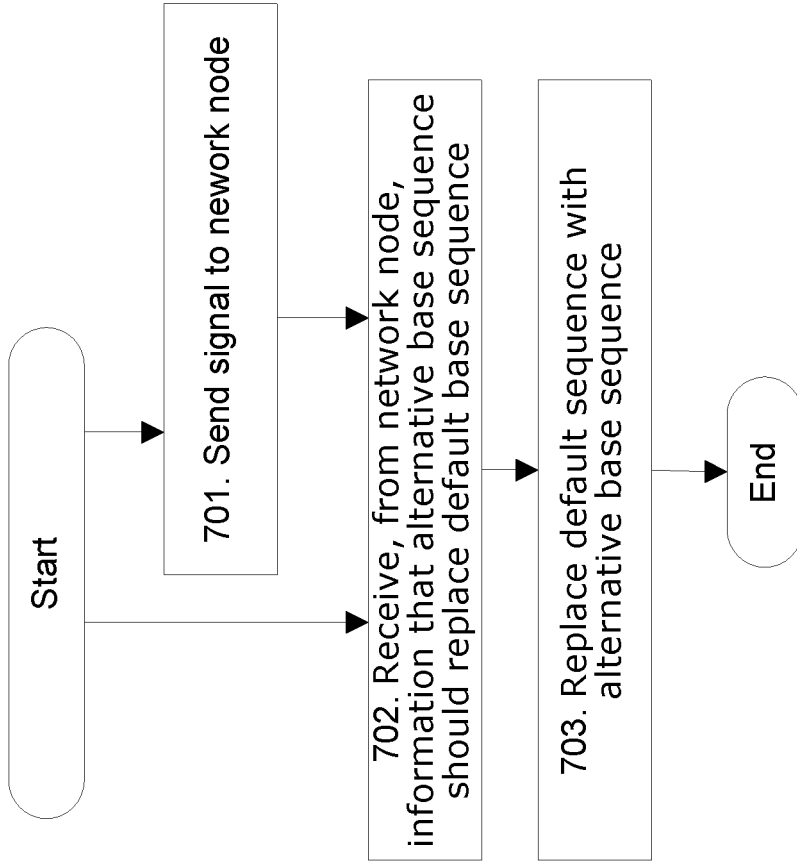 Start
701. Send signal to nework node
702. Receive, from network node,
information that alternative base sequence
should replace default base sequence
703. Replace default sequence with
alternative base sequence
End